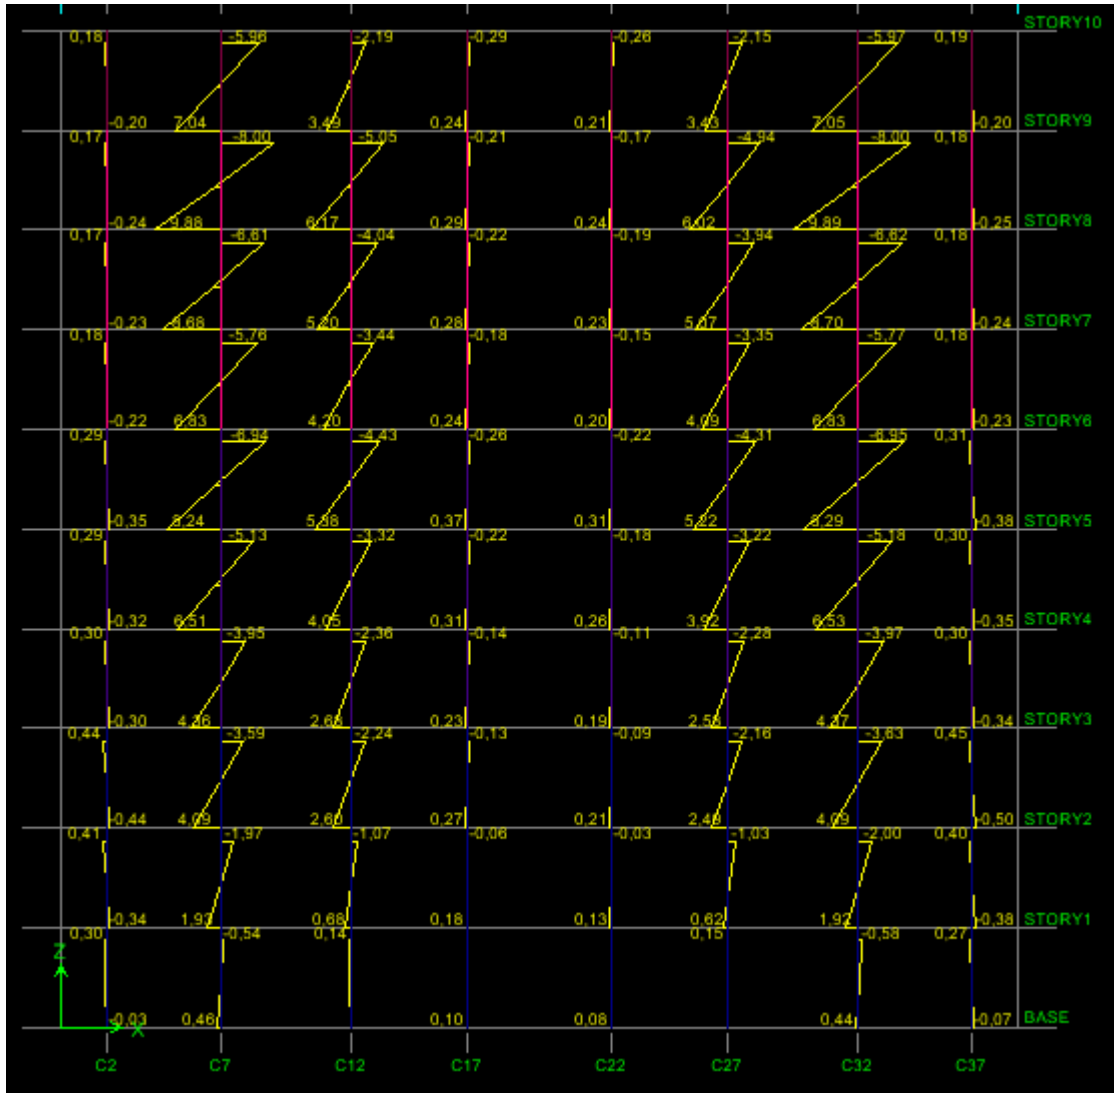 STORY10
0,18 -5,96 -2,19 -0,29 -0,26 -2,15 -5,97 0,19
-0,20 7,04 3,49 0,24 0,21 3,43 7,05 -0,20 STORY9
0,17 -8,00 -5,05 -0,21 -0,17 -4,94 -8,00 0,18
-0,24 9,88 6,17 0,29 0,24 6,02 9,89 -0,25 STORY8
0,17 -6,61 -4,04 -0,22 -0,19 -3,94 -6,62 0,18
-0,23 8,68 5,20 0,28 0,23 5,07 8,70 -0,24 STORY7
0,18 -5,76 -3,44 -0,18 -0,15 -3,35 -5,77 0,18
-0,22 6,83 4,20 0,24 0,20 4,09 6,83 -0,23 STORY6
0,29 -6,94 -4,43 -0,26 -0,22 -4,31 -6,95 0,31
-0,35 8,24 5,38 0,37 0,31 5,22 8,29 -0,38 STORY5
0,29 -5,13 -3,32 -0,22 -0,18 -3,22 -5,18 0,30
-0,32 6,51 4,05 0,31 0,26 3,92 6,53 -0,35 STORY4
0,30 -3,95 -2,36 -0,14 -0,11 -2,28 -3,97 0,30
-0,30 4,36 2,68 0,23 0,19 2,58 4,37 -0,34 STORY3
0,44 -3,59 -2,24 -0,13 -0,09 -2,16 -3,63 0,45
-0,44 4,09 2,60 0,27 0,21 2,49 4,09 -0,50 STORY2
0,41 -1,97 -1,07 -0,06 -0,03 -1,03 -2,00 0,40
-0,34 1,93 0,68 0,18 0,13 0,62 1,92 -0,38 STORY1
0,30 -0,54 0,14 0,15 -0,58 0,27
Z
-0,03 X 0,46 0,10 0,08 0,44 -0,07 BASE
C2 C7 C12 C17 C22 C27 C32 C37